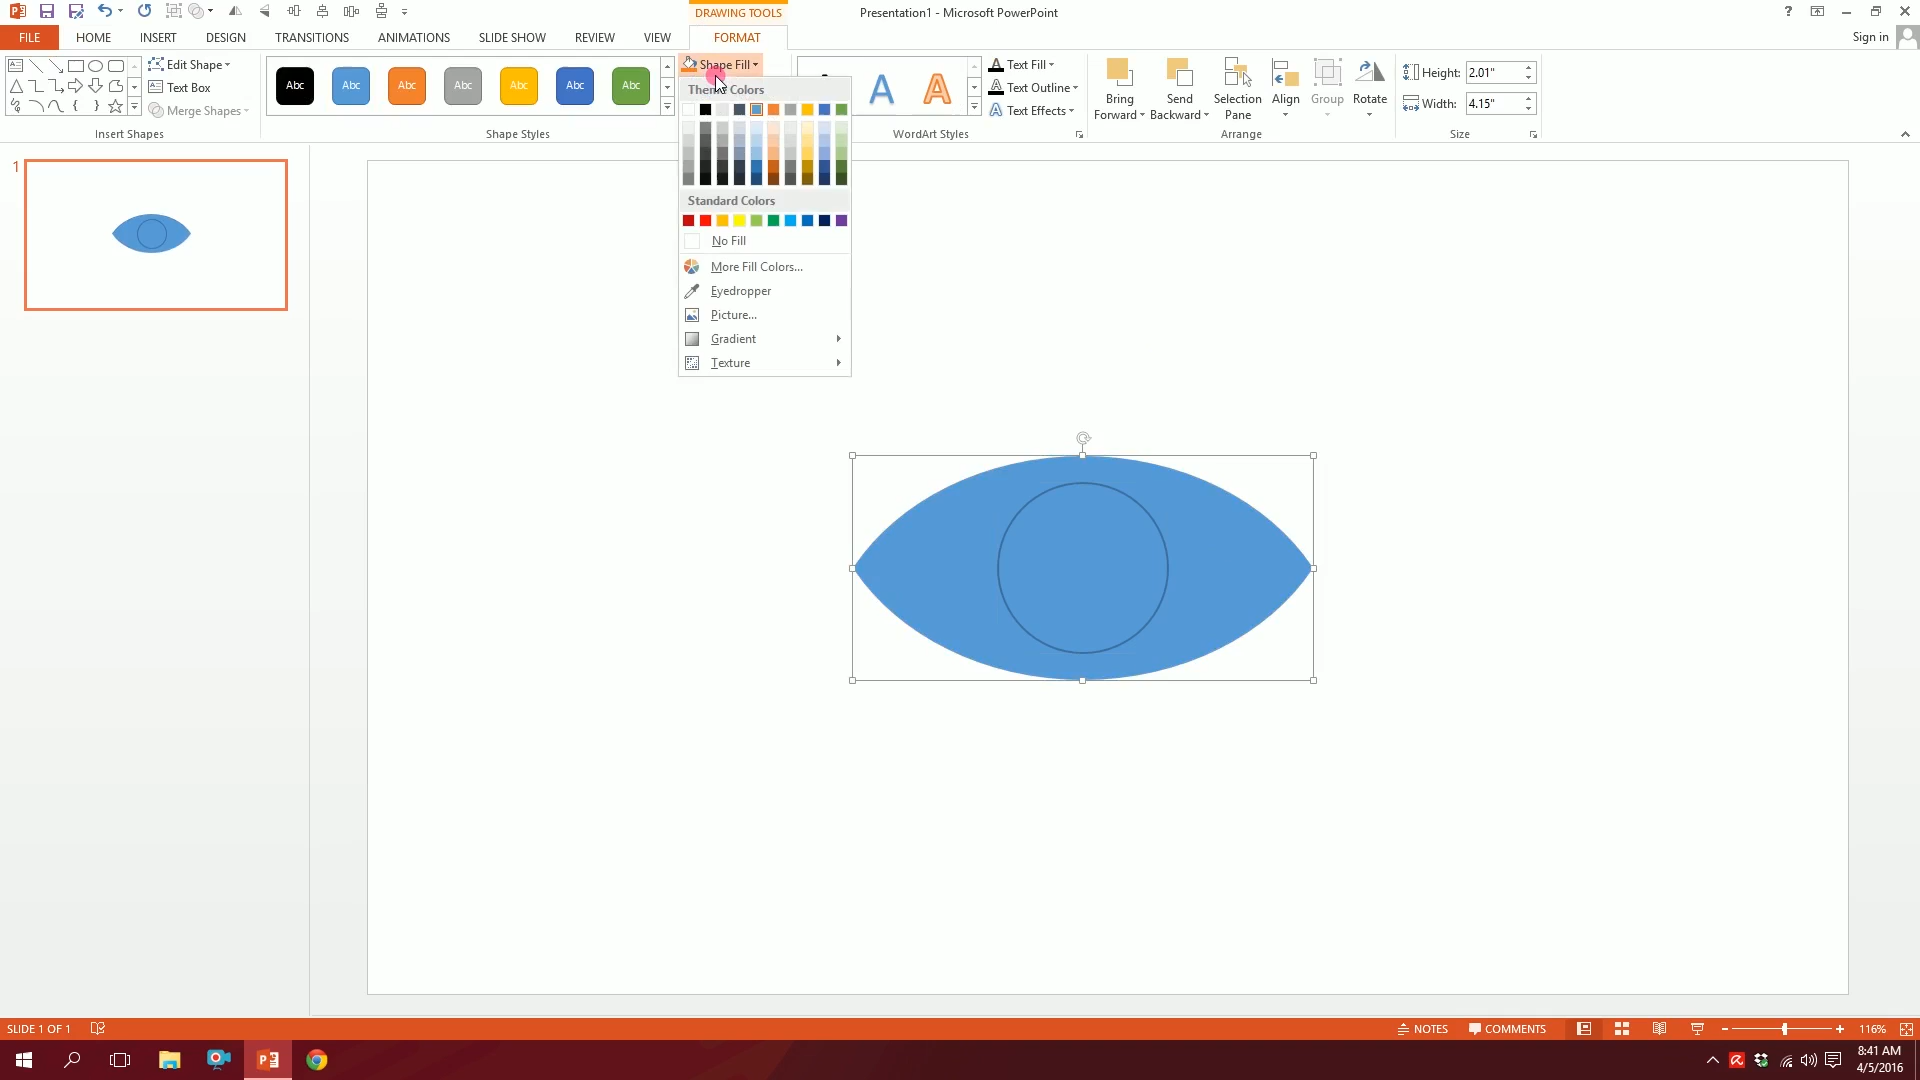 DRAWING TOOLS
Presentation1 - Microsoft PowerPoint
?
FILE HOME INSERT DESIGN TRANSITIONS ANIMATIONS SLIDE SHOW REVIEW VIEW FORMAT
Sign in
Edit Shape
Text Box
Merge Shapes
Insert Shapes
Abc Abc Abc Abc Abc Abc Abc
Shape Styles
Shape Fill
Theme Colors
Standard Colors
No Fill
More Fill Colors...
Eyedropper
Picture...
Gradient
Texture
A A
WordArt Styles
Text Fill
Text Outline
Text Effects
Bring Forward
Send Backward
Selection Pane
Align
Group
Rotate
Arrange
Height: 2.01"
Width: 4.15"
Size
1
SLIDE 1 OF 1
NOTES
COMMENTS
116%
8:41 AM
4/5/2016